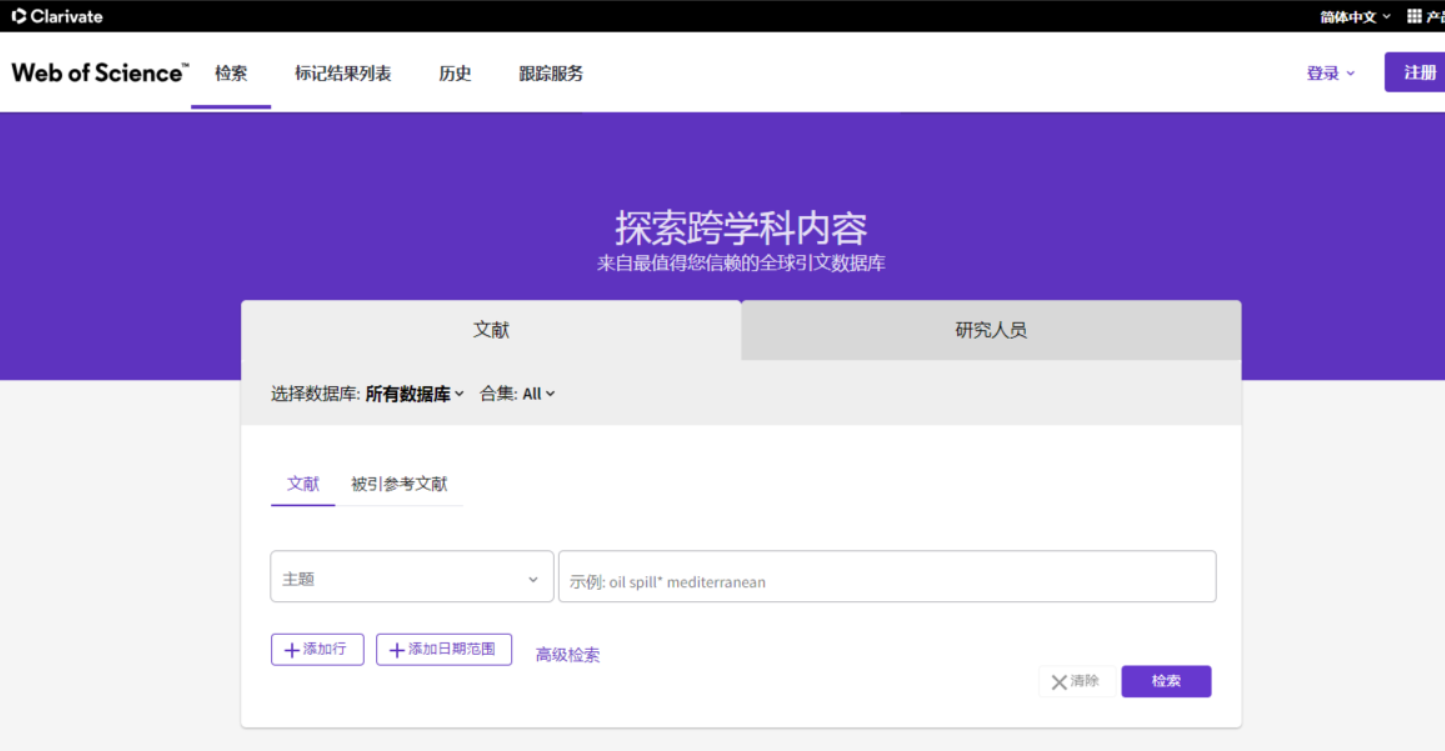 Clarivate 简体中文 产品
Web of Science™ 检索 标记结果列表 历史 跟踪服务 登录 注册
探索跨学科内容
来自最值得您信赖的全球引文数据库
文献 研究人员
选择数据库: 所有数据库 合集: All
文献 被引参考文献
主题 示例: oil spill* mediterranean
添加行 添加日期范围 高级检索
清除 检索